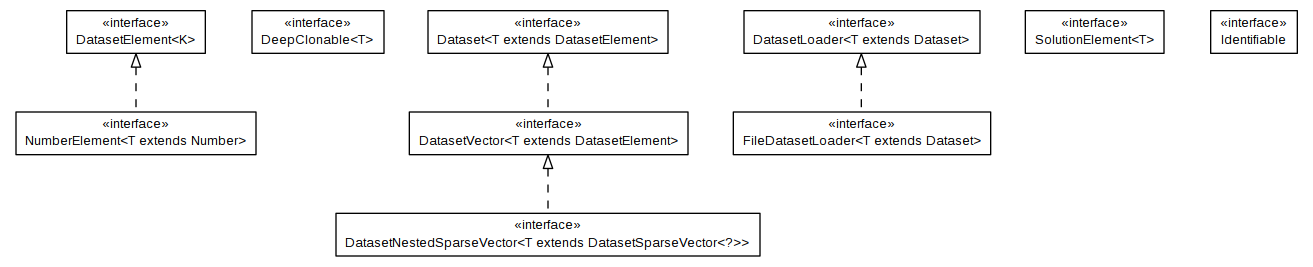 «interface»
DatasetElement<K>
«interface»
DeepClonable<T>
«interface»
Dataset<T extends DatasetElement>
«interface»
DatasetLoader<T extends Dataset>
«interface»
SolutionElement<T>
«interface»
Identifiable
«interface»
NumberElement<T extends Number>
«interface»
DatasetVector<T extends DatasetElement>
«interface»
FileDatasetLoader<T extends Dataset>
«interface»
DatasetNestedSparseVector<T extends DatasetSparseVector<?>>